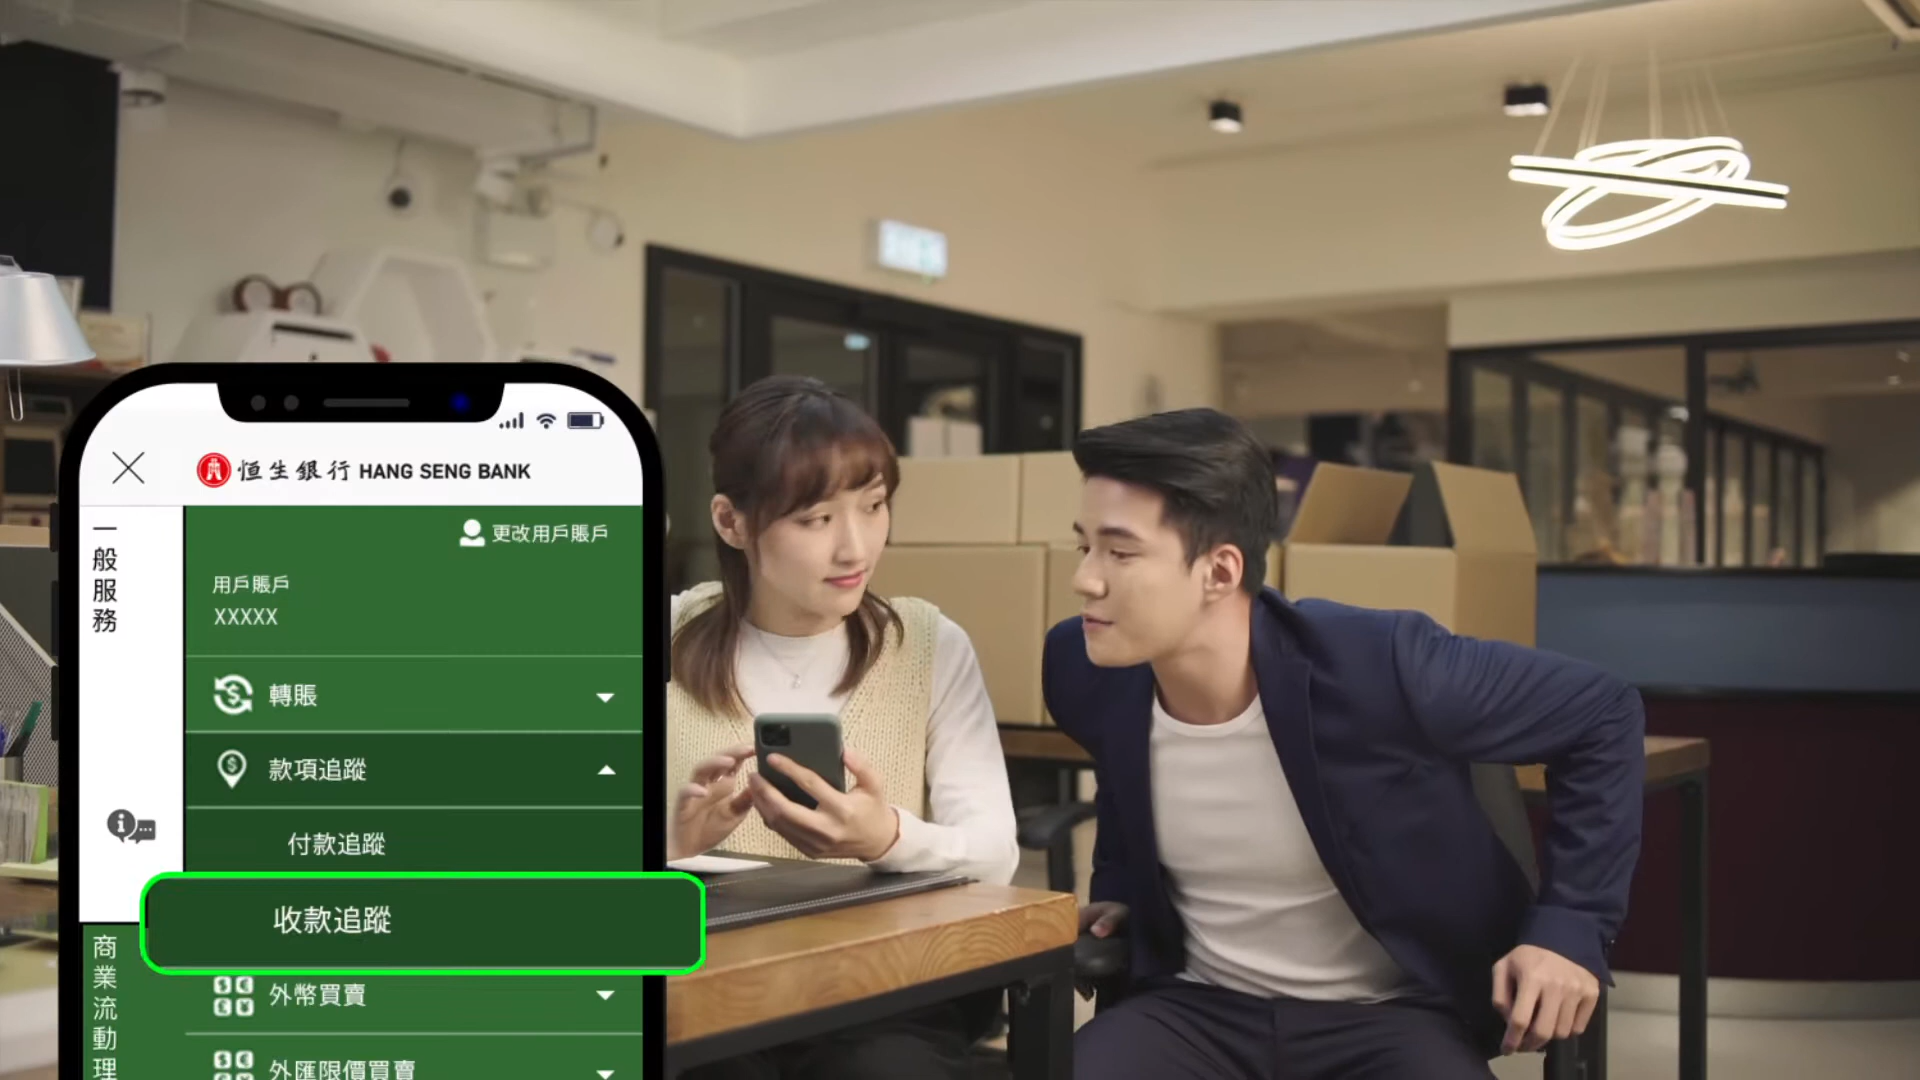 恒生銀行 HANG SENG BANK
一般服務
更改用戶賬戶
用戶賬戶
XXXXX
轉賬
款項追蹤
付款追蹤
收款追蹤
外幣買賣
外匯限價買賣
商業流動理